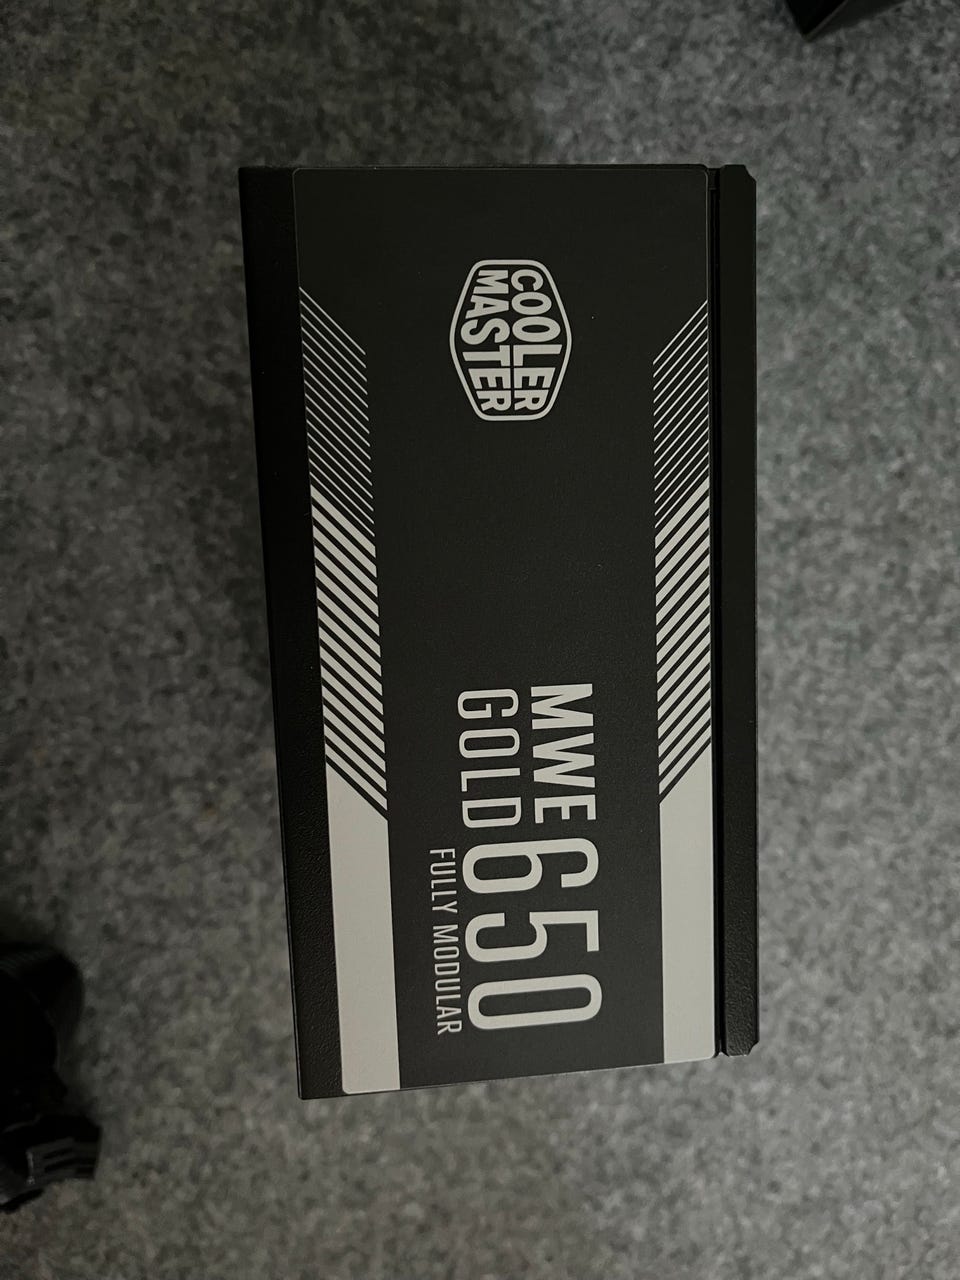 COOLER
MASTER
MWE
GOLD
650
FULLY MODULAR